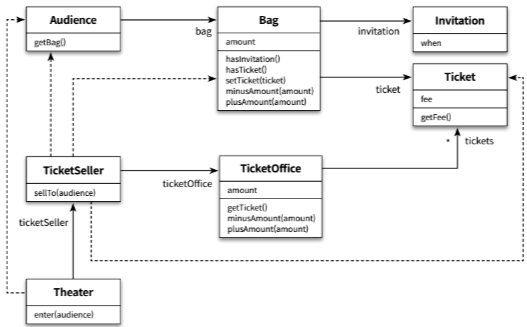 Audience
getBag()
bag
Bag
amount
hasInvitation()
hasTicket()
setTicket(ticket)
minusAmount(amount)
plusAmount(amount)
invitation
Invitation
when
ticket
Ticket
fee
getFee()
* tickets
TicketSeller
sellTo(audience)
ticketOffice
TicketOffice
amount
getTicket()
minusAmount(amount)
plusAmount(amount)
ticketSeller
Theater
enter(audience)